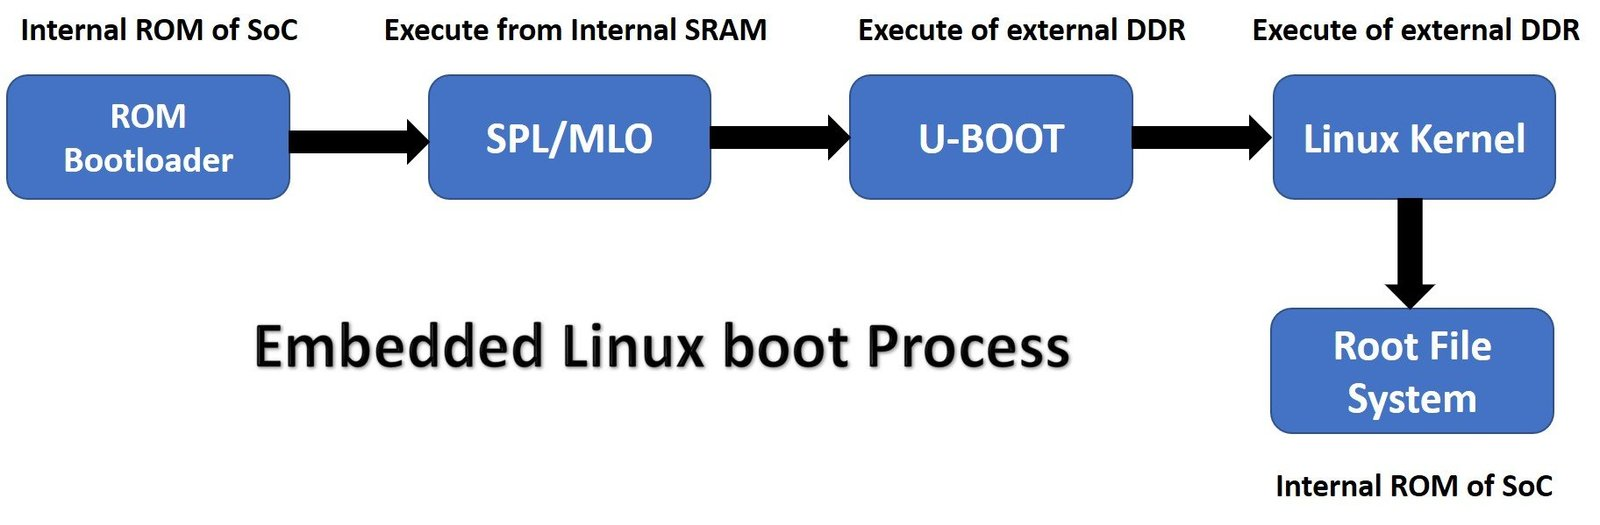 Internal ROM of SoC
Execute from Internal SRAM
Execute of external DDR
Execute of external DDR
ROM
Bootloader
SPL/MLO
U-BOOT
Linux Kernel
Embedded Linux boot Process
Root File
System
Internal ROM of SoC